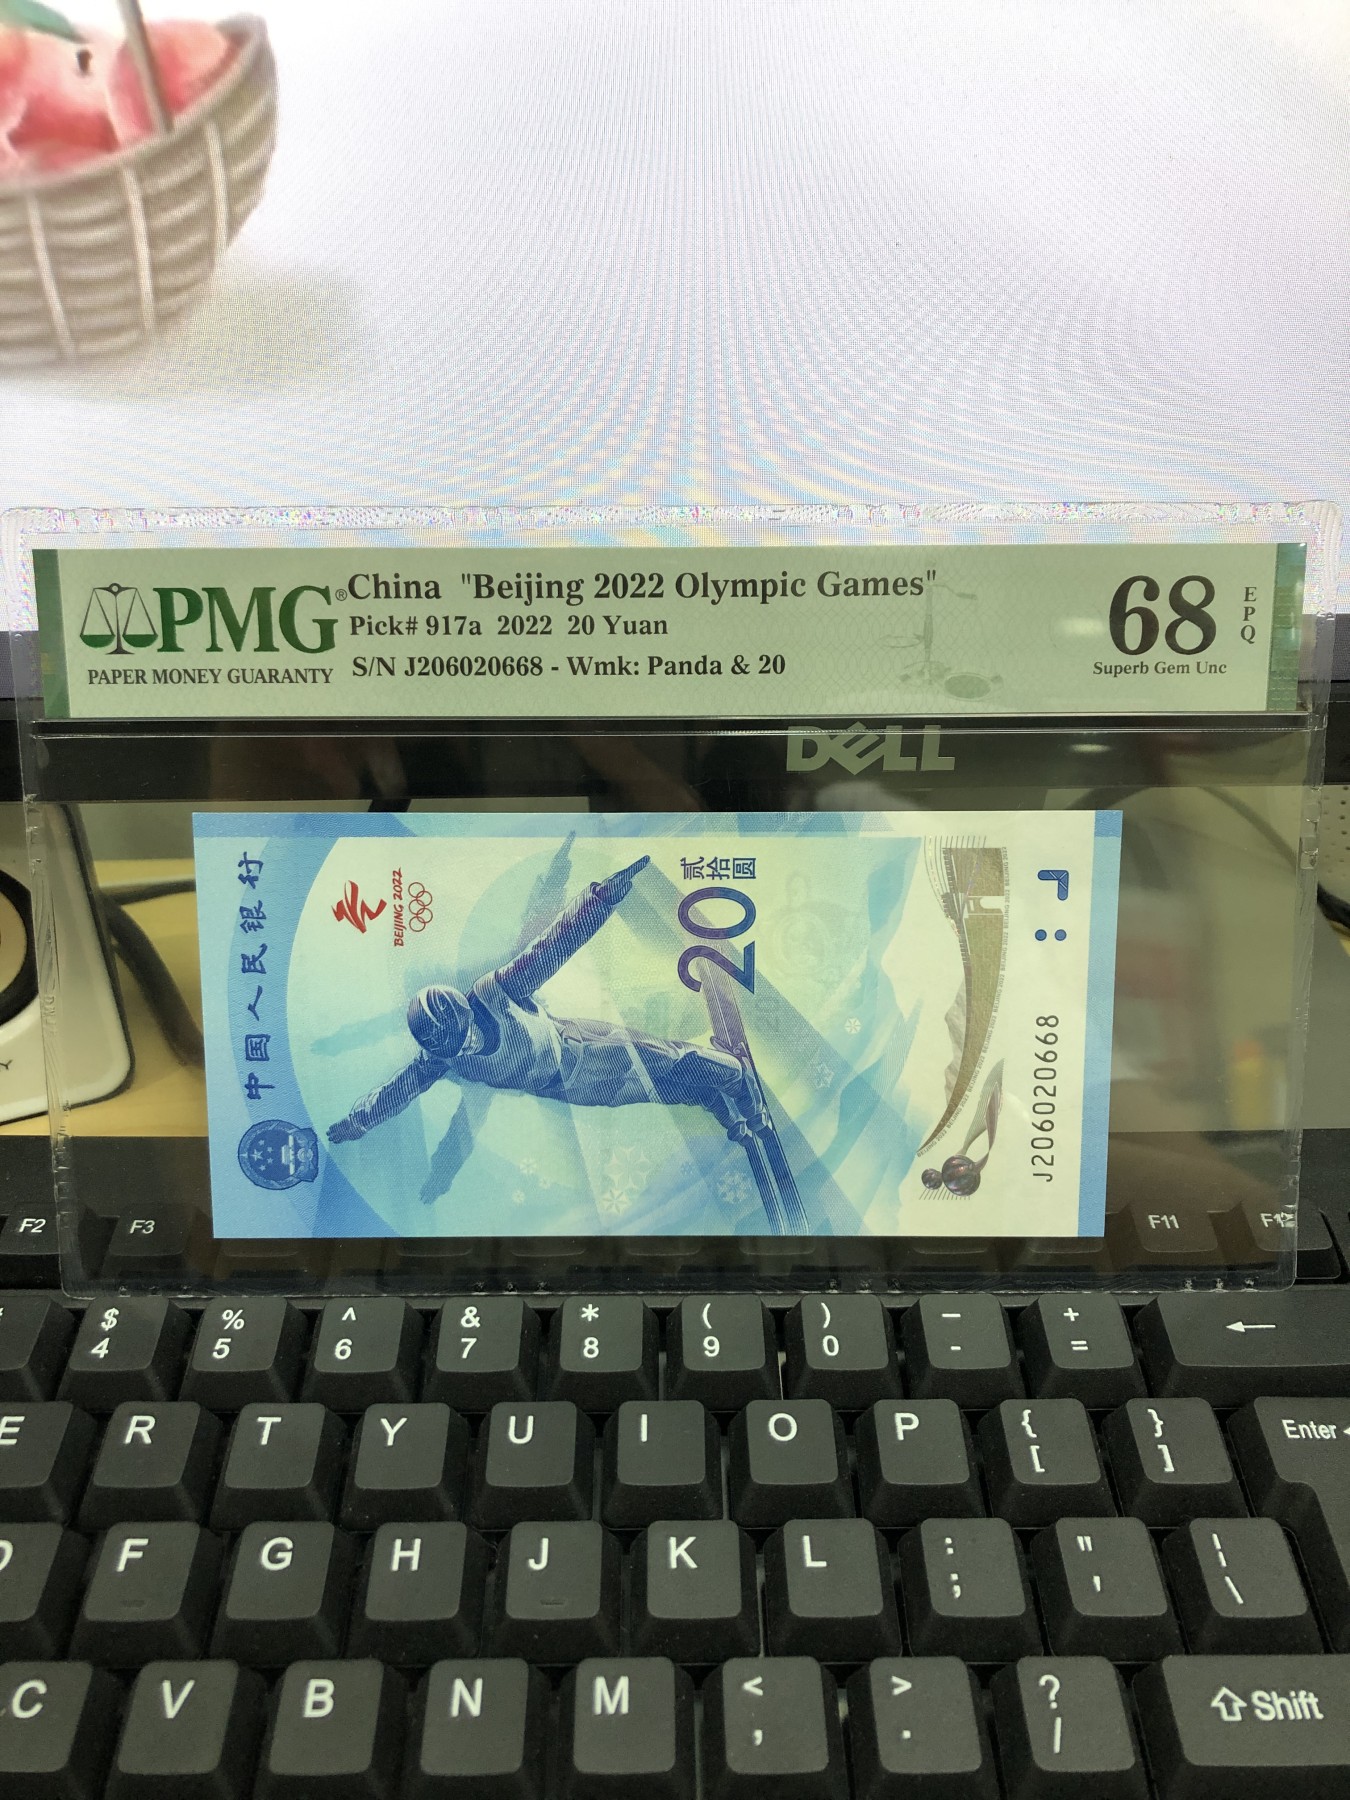 PMG®
PAPER MONEY GUARANTY
China "Beijing 2022 Olympic Games"
Pick# 917a 2022 20 Yuan
S/N J206020668 - Wmk: Panda & 20
68
Superb Gem Unc
EPQ
DELL
中国人民银行
BEIJING 2022
贰拾圆
20
J206020668
F2 F3 F11 F12
$ % ^ & * ( ) _ +
4 5 6 7 8 9 0 - = ←
E R T Y U I O P { [ } ] Enter
D F G H J K L : ; " ' | \
C V B N M < , > . ? / ⇧ Shift